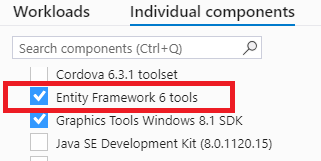 Workloads Individual components
Search components (Ctrl+Q)
Cordova 6.3.1 toolset
Entity Framework 6 tools
Graphics Tools Windows 8.1 SDK
Java SE Development Kit (8.0.1120.15)